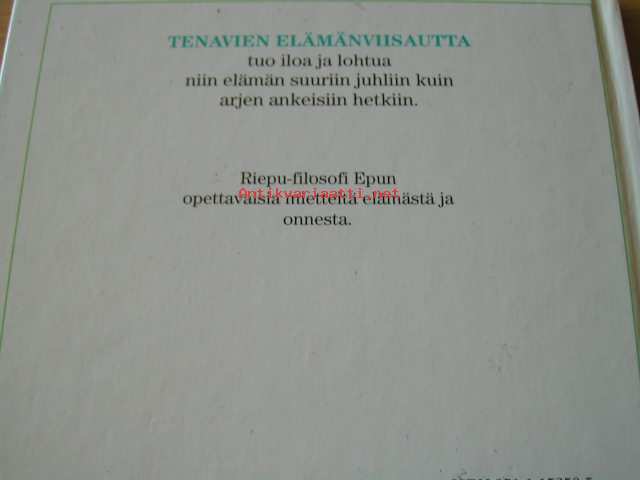 TENAVIEN ELÄMÄNVIISAUTTA
tuo iloa ja lohtua
niin elämän suuriin juhliin kuin
arjen ankeisiin hetkiin.
Riepu-filosofi Epun
Antikvariaatti.net
opettavaisia mietteitä elämästä ja
onnesta.